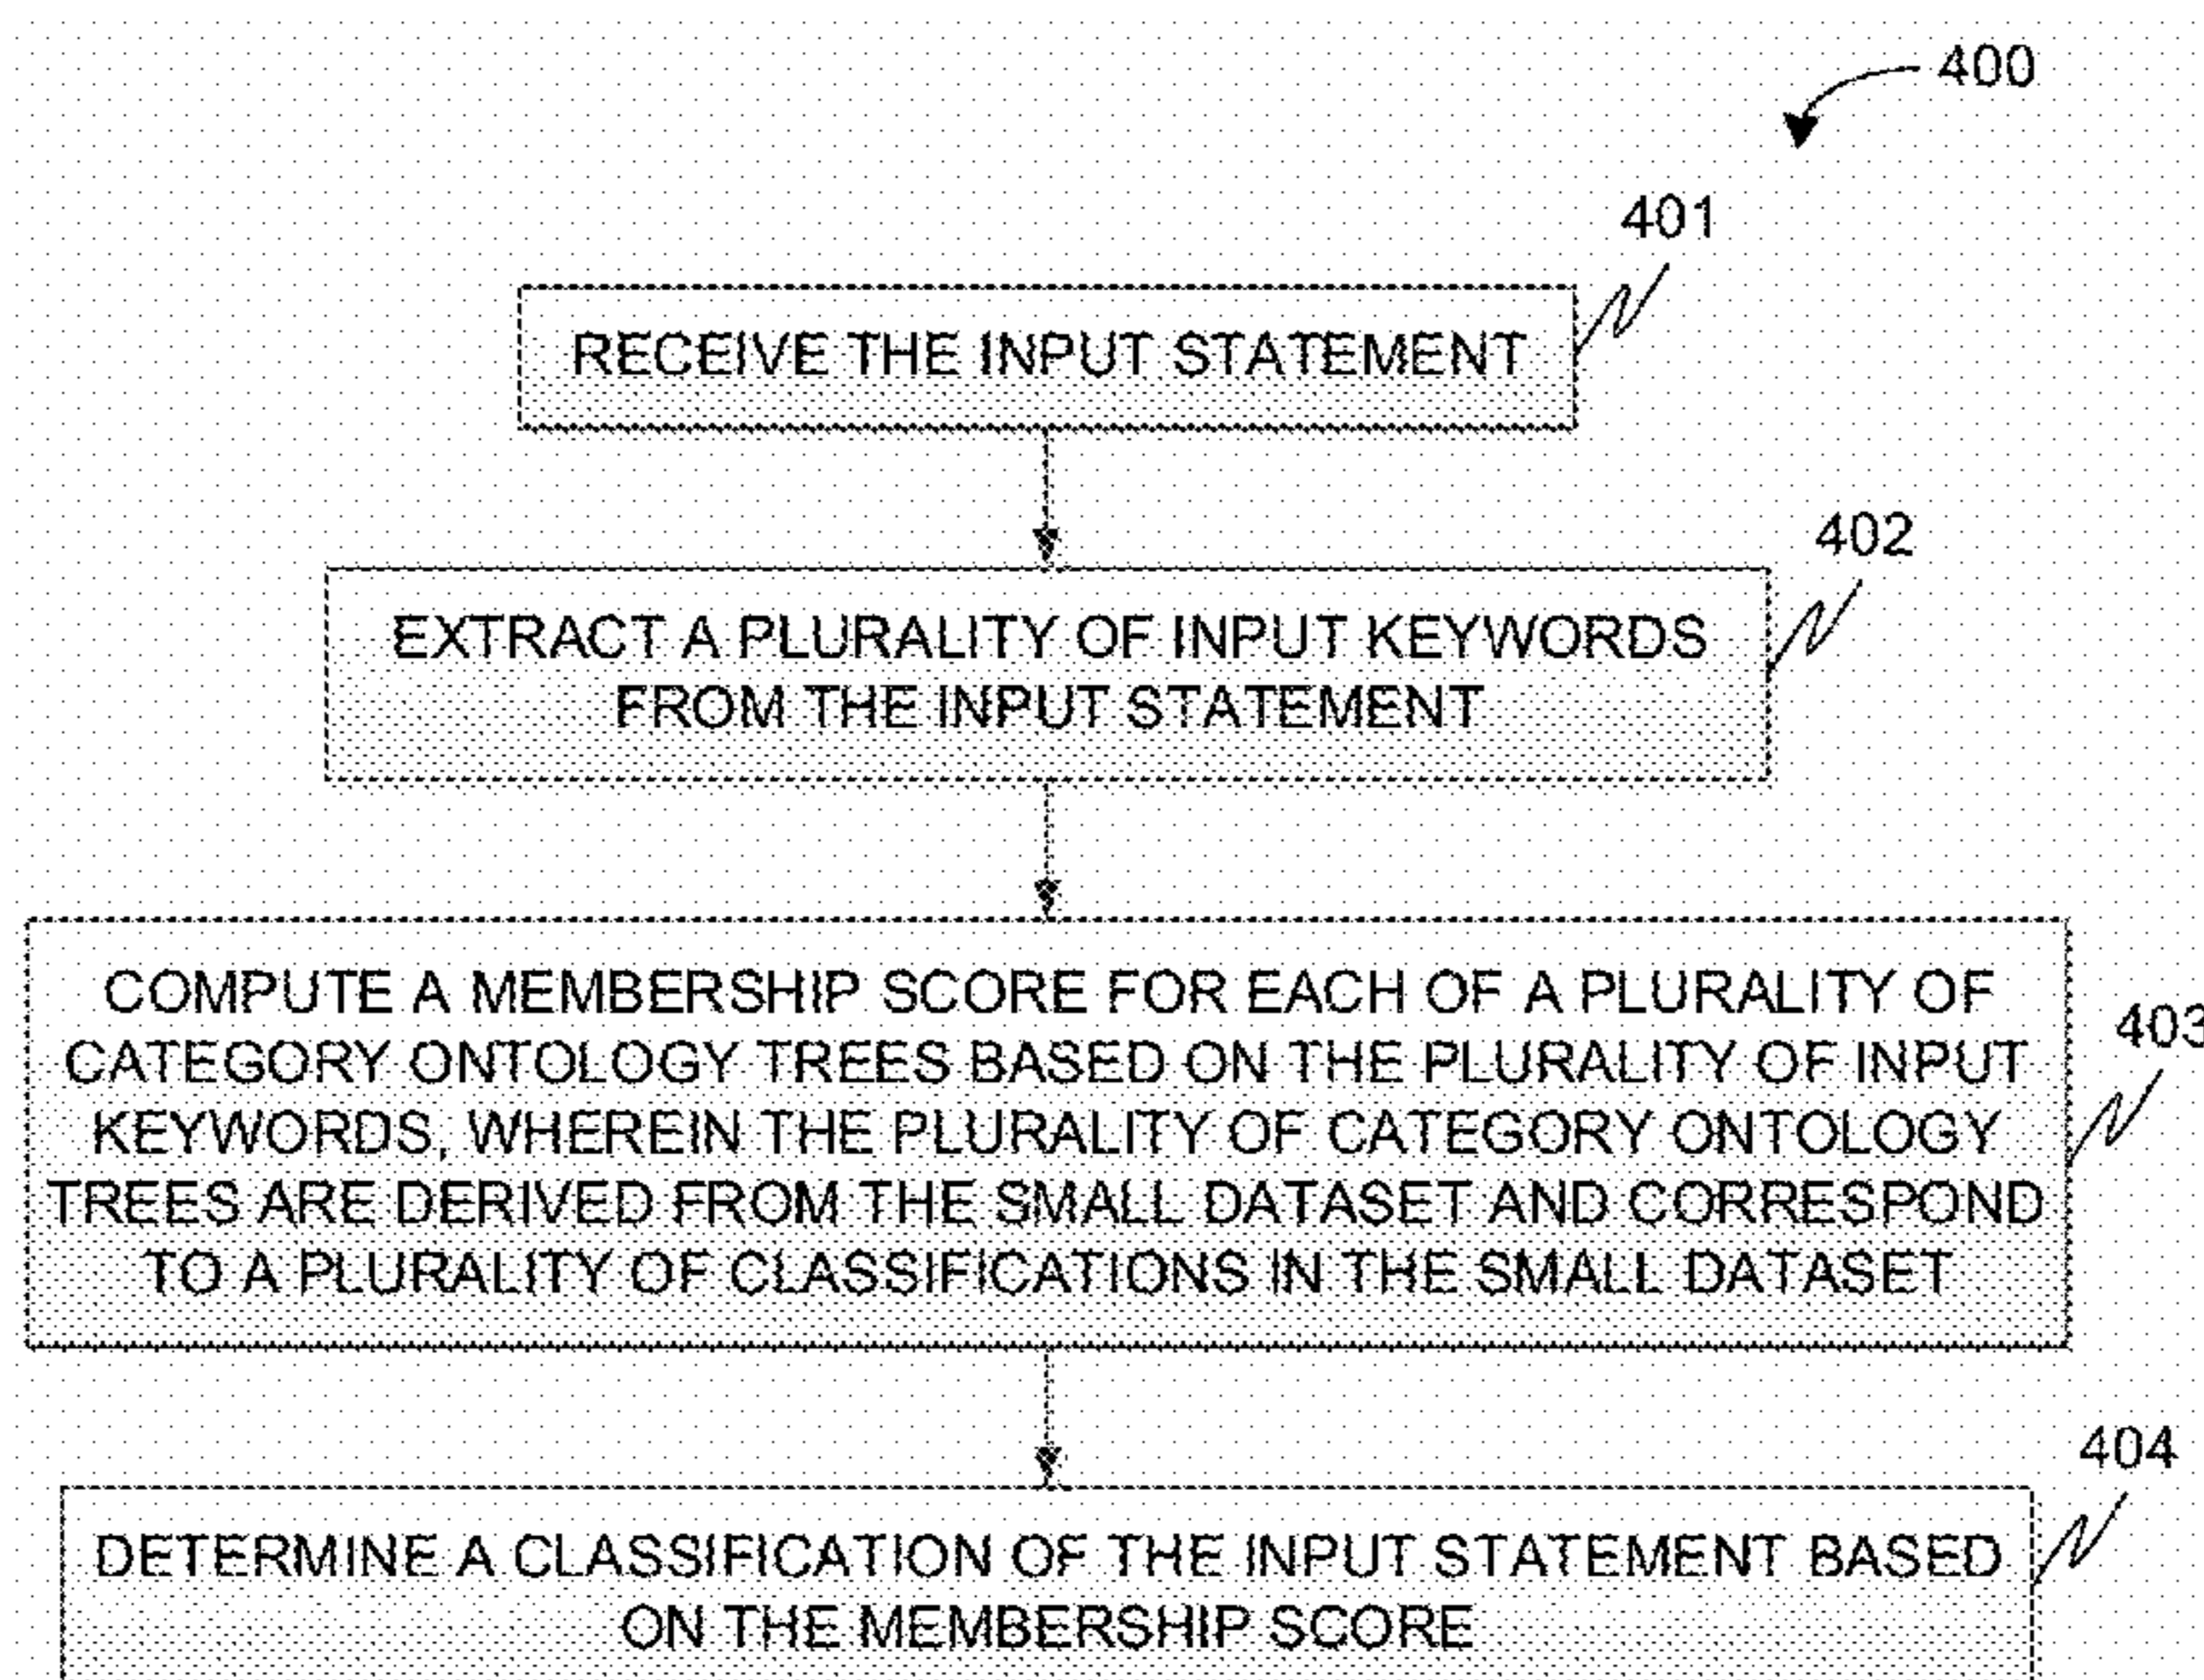 400
401
RECEIVE THE INPUT STATEMENT
402
EXTRACT A PLURALITY OF INPUT KEYWORDS
FROM THE INPUT STATEMENT
403
COMPUTE A MEMBERSHIP SCORE FOR EACH OF A PLURALITY OF
CATEGORY ONTOLOGY TREES BASED ON THE PLURALITY OF INPUT
KEYWORDS, WHEREIN THE PLURALITY OF CATEGORY ONTOLOGY
TREES ARE DERIVED FROM THE SMALL DATASET AND CORRESPOND
TO A PLURALITY OF CLASSIFICATIONS IN THE SMALL DATASET
404
DETERMINE A CLASSIFICATION OF THE INPUT STATEMENT BASED
ON THE MEMBERSHIP SCORE